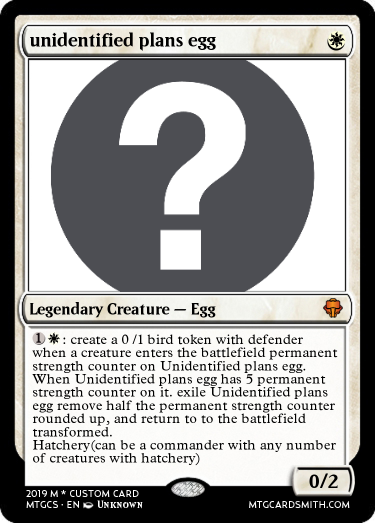 unidentified plans egg
?
Legendary Creature — Egg
1 : create a 0 /1 bird token with defender
when a creature enters the battlefield permanent
strength counter on Unidentified plans egg.
When Unidentified plans egg has 5 permanent
strength counter on it. exile Unidentified plans
egg remove half the permanent strength counter
rounded up, and return to to the battlefield
transformed.
Hatchery(can be a commander with any number
of creatures with hatchery)
0/2
2019 M * CUSTOM CARD
MTGCS · EN UNKNOWN
MTGCARDSMITH.COM